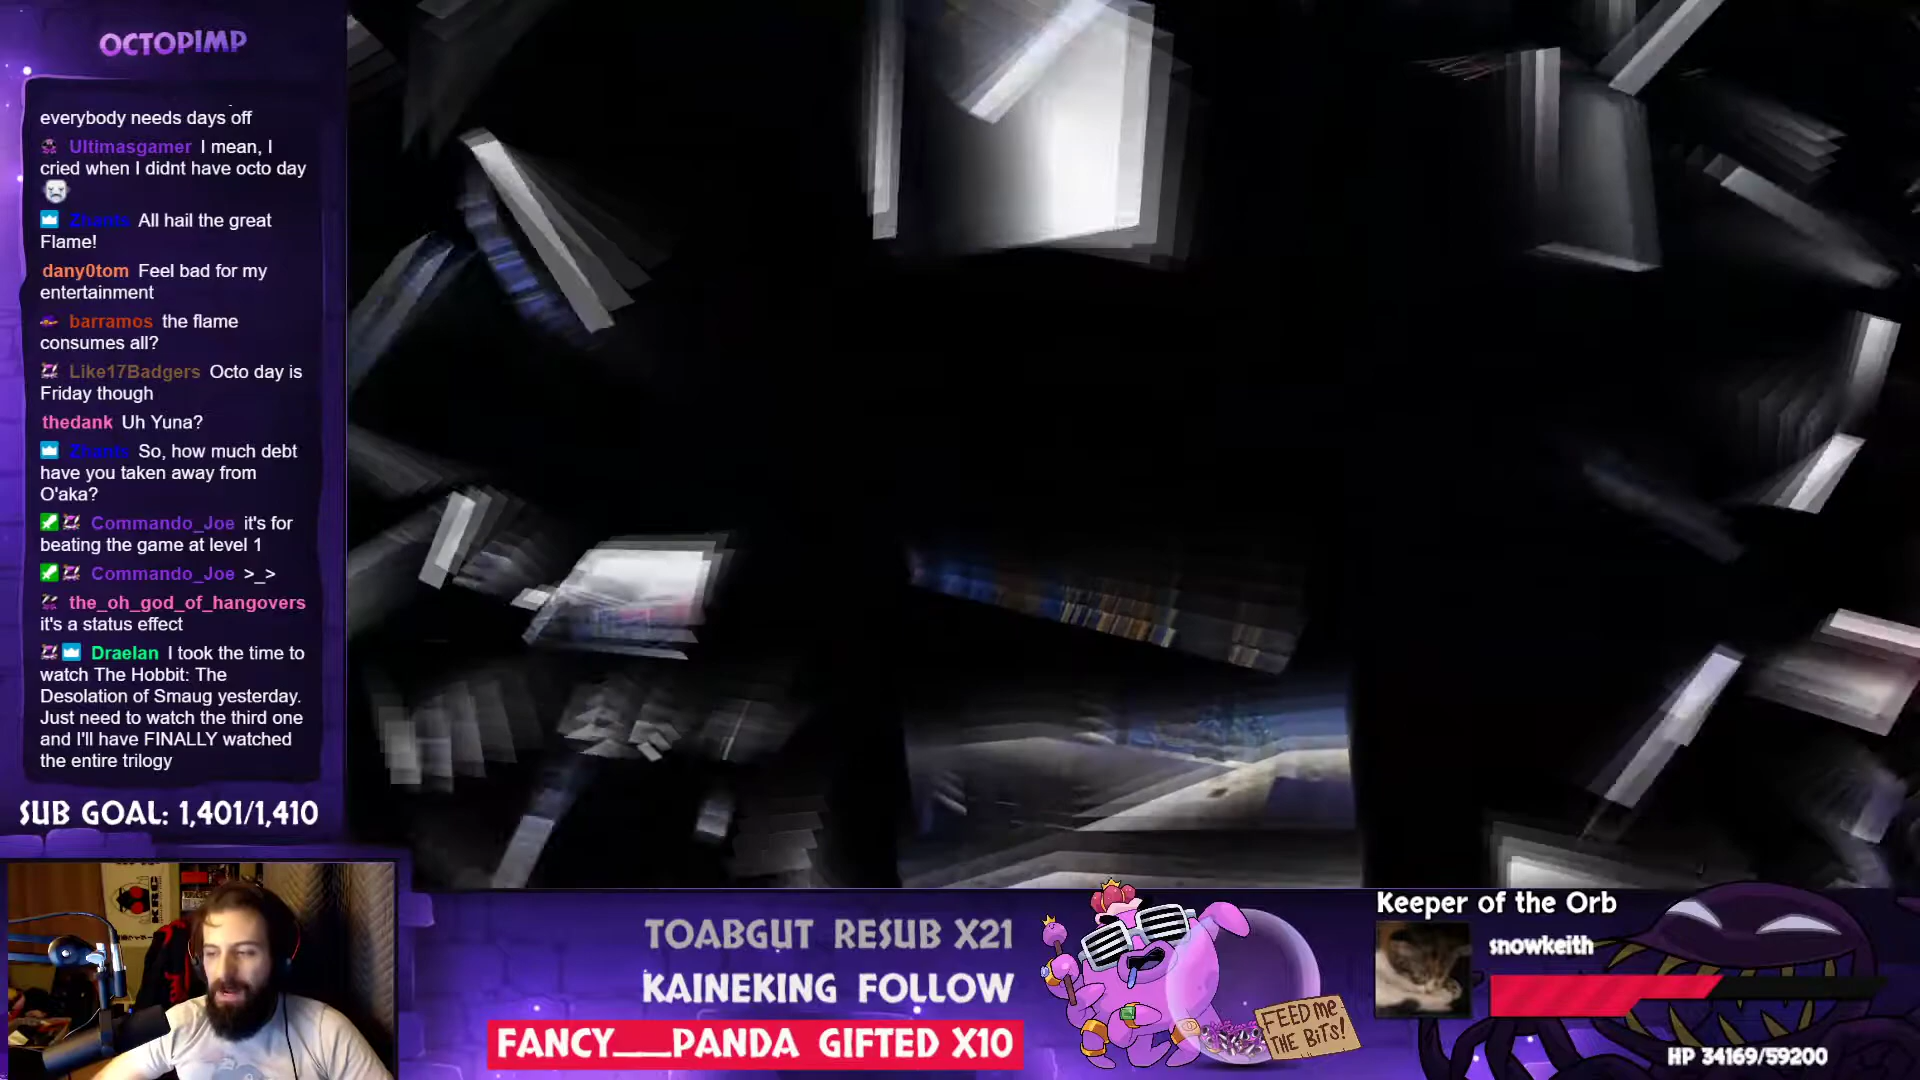 OCTOPIMP
everybody needs days off
Ultimasgamer I mean, I
cried when I didnt have octo day
Zhants All hail the great
Flame!
dany0tom Feel bad for my
entertainment
barramos the flame
consumes all?
Like17Badgers Octo day is
Friday though
thedank Uh Yuna?
Zhants So, how much debt
have you taken away from
O'aka?
Commando_Joe it's for
beating the game at level 1
Commando_Joe >_>
the_oh_god_of_hangovers
it's a status effect
Draelan I took the time to
watch The Hobbit: The
Desolation of Smaug yesterday.
Just need to watch the third one
and I'll have FINALLY watched
the entire trilogy
SUB GOAL: 1,401/1,410
TOABGUT RESUB X21
KAINEKING FOLLOW
FANCY__PANDA GIFTED X10
FEED ME
THE BiTS!
Keeper of the Orb
snowkeith
HP 34169/59200